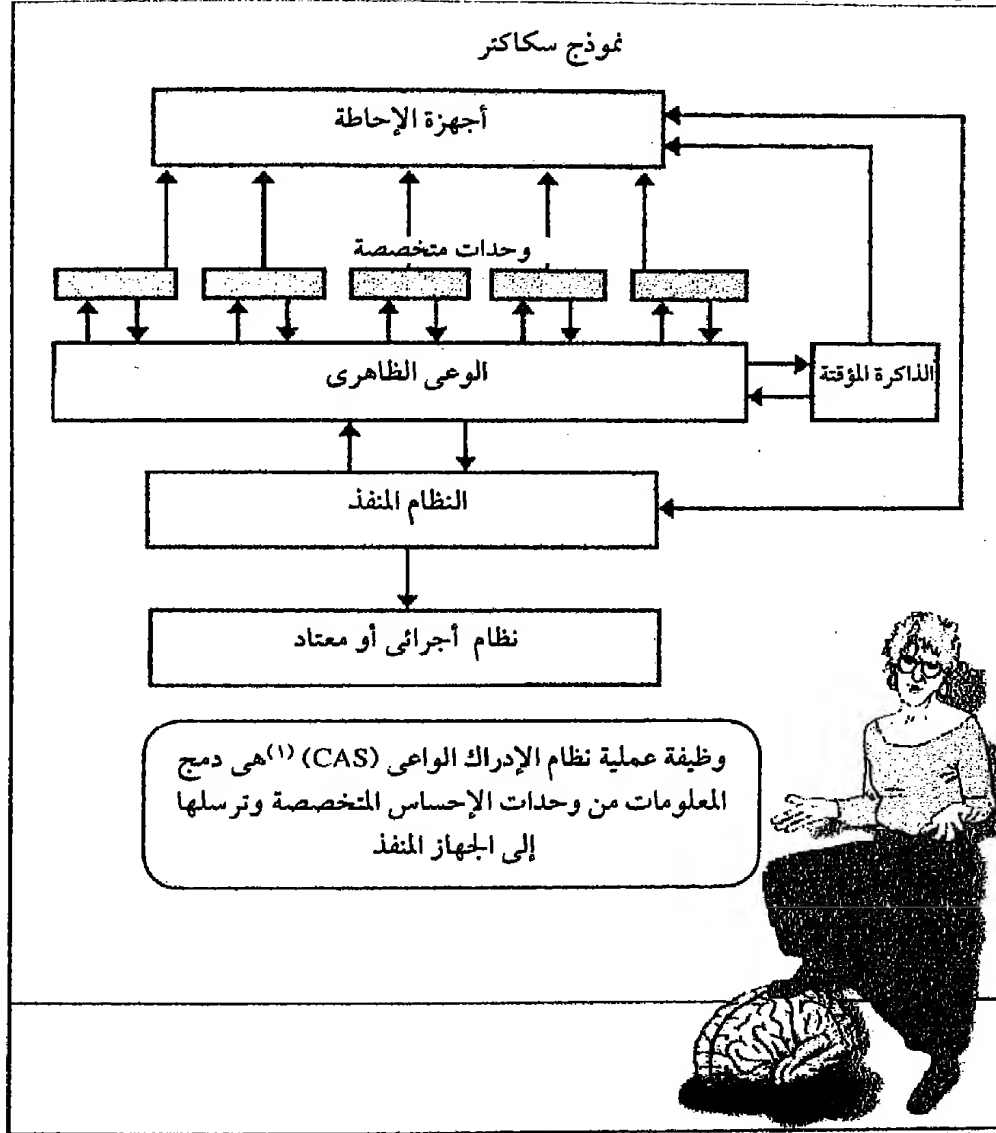 نموذج سكاكتر
أجهزة الإحاطة
وحدات متخصصة
الوعى الظاهرى
الذاكرة المؤقتة
النظام المنفذ
نظام أجرائى أو معتاد
وظيفة عملية نظام الإدراك الواعى (CAS) (١) هى دمج
المعلومات من وحدات الإحساس المتخصصة وترسلها
إلى الجهاز المنفذ